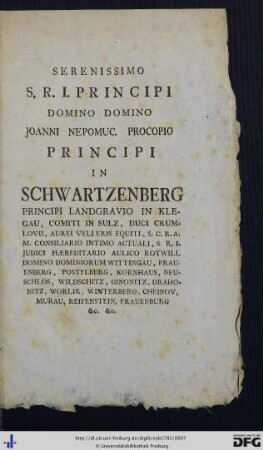 SERENISSIMO
S. R. I. PRINCIPI
DOMINO DOMINO
JOANNI NEPOMUC. PROCOPIO
PRINCIPI
IN
SCHWARTZENBERG
PRINCIPI LANDGRAVIO IN KLE-
GAU, COMITI IN SULZ, DUCI CRUM-
LOVII, AUREI VELLERIS EQUITI, S. C. R. A.
M. CONSILIARIO INTIMO ACTUALI, S. R. I.
JUDICI HÆREDITARIO AULICO ROTWILL
DOMINO DOMINIORUM WITTINGAU, FRAU-
ENBERG, POSTELBERG, KORNHAUS, NEU-
SCHLOS, WILDSCHITZ, GINONITZ, DRAHO-
NITZ, WORLIK, WINTERBERG, CHEINOV,
MURAU, REIFENSTEIN, FRAUENBURG
&c. &c.
http://dl.ub.uni-freiburg.de/diglit/nybl783/0007
© Universitätsbibliothek Freiburg
DFG